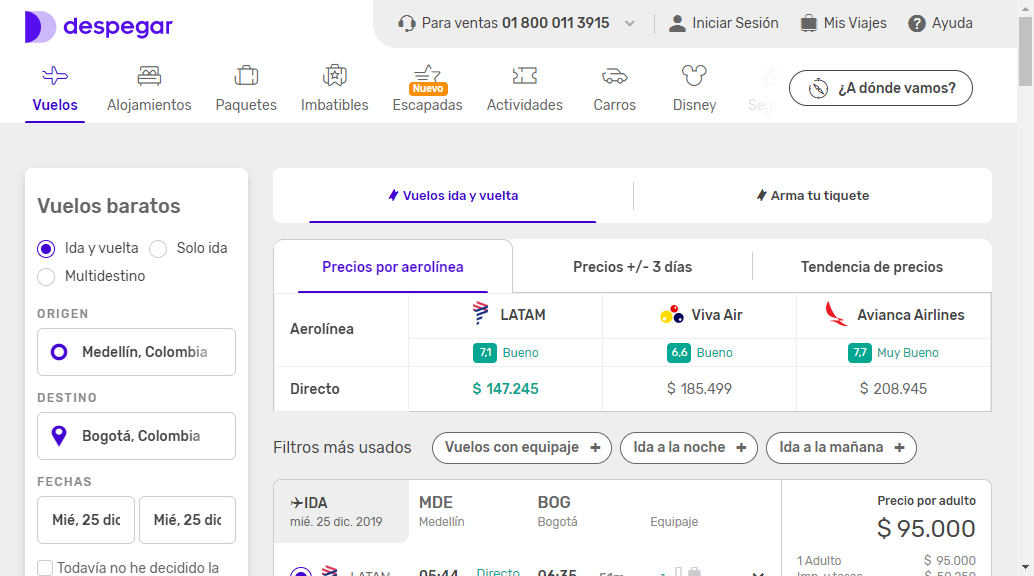 despegar
Para ventas 01 800 011 3915
Iniciar Sesión
Mis Viajes
Ayuda
Vuelos
Alojamientos
Paquetes
Imbatibles
Nuevo
Escapadas
Actividades
Carros
Disney
¿A dónde vamos?
Vuelos baratos
Ida y vuelta
Solo ida
Multidestino
ORIGEN
Medellín, Colombia
DESTINO
Bogotá, Colombia
FECHAS
Mié, 25 dic
Mié, 25 dic
Todavía no he decidido la
Vuelos ida y vuelta
Arma tu tiquete
Precios por aerolínea
Precios +/- 3 días
Tendencia de precios
Aerolínea
LATAM
Viva Air
Avianca Airlines
7,1 Bueno
6,6 Bueno
7,7 Muy Bueno
Directo
$ 147.245
$ 185.499
$ 208.945
Filtros más usados
Vuelos con equipaje +
Ida a la noche +
Ida a la mañana +
IDA
mié. 25 dic. 2019
MDE
Medellín
BOG
Bogotá
Equipaje
LATAM
05:44
Directo
06:35
51m
Precio por adulto
$ 95.000
1 Adulto
$ 95.000
Imp. y tasas
$ 50.250